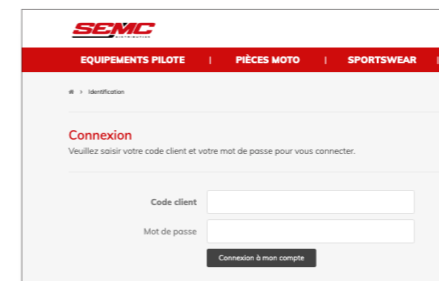 SEMC
EQUIPEMENTS PILOTE | PIÈCES MOTO | SPORTSWEAR |
> Identification
Connexion
Veuillez saisir votre code client et votre mot de passe pour vous connecter.
Code client
Mot de passe
Connexion à mon compte